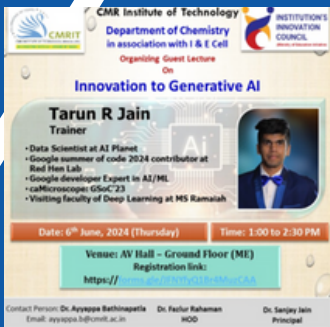 CMR Institute of Technology
CMRIT
Department of Chemistry
in association with I & E Cell
INSTITUTION'S
INNOVATION
COUNCIL
Organizing Guest Lecture
On
Innovation to Generative AI
Tarun R Jain
Trainer
• Data Scientist at AI Planet
• Google summer of code 2024 contributor at
Red Hen Lab
• Google developer Expert in AI/ML
• caMicroscope: GSoC'23
• Visiting faculty of Deep Learning at MS Ramaiah
Ai
Date: 6th June, 2024 (Thursday)
Time: 1:00 to 2:30 PM
Venue: AV Hall – Ground Floor (ME)
Registration link:
Contact Person: Dr. Ayyappa Bathinapatla
Email: ayyappa.b@cmrit.ac.in
Dr. Fazlur Rahaman
HOD
Dr. Sanjay Jain
Principal